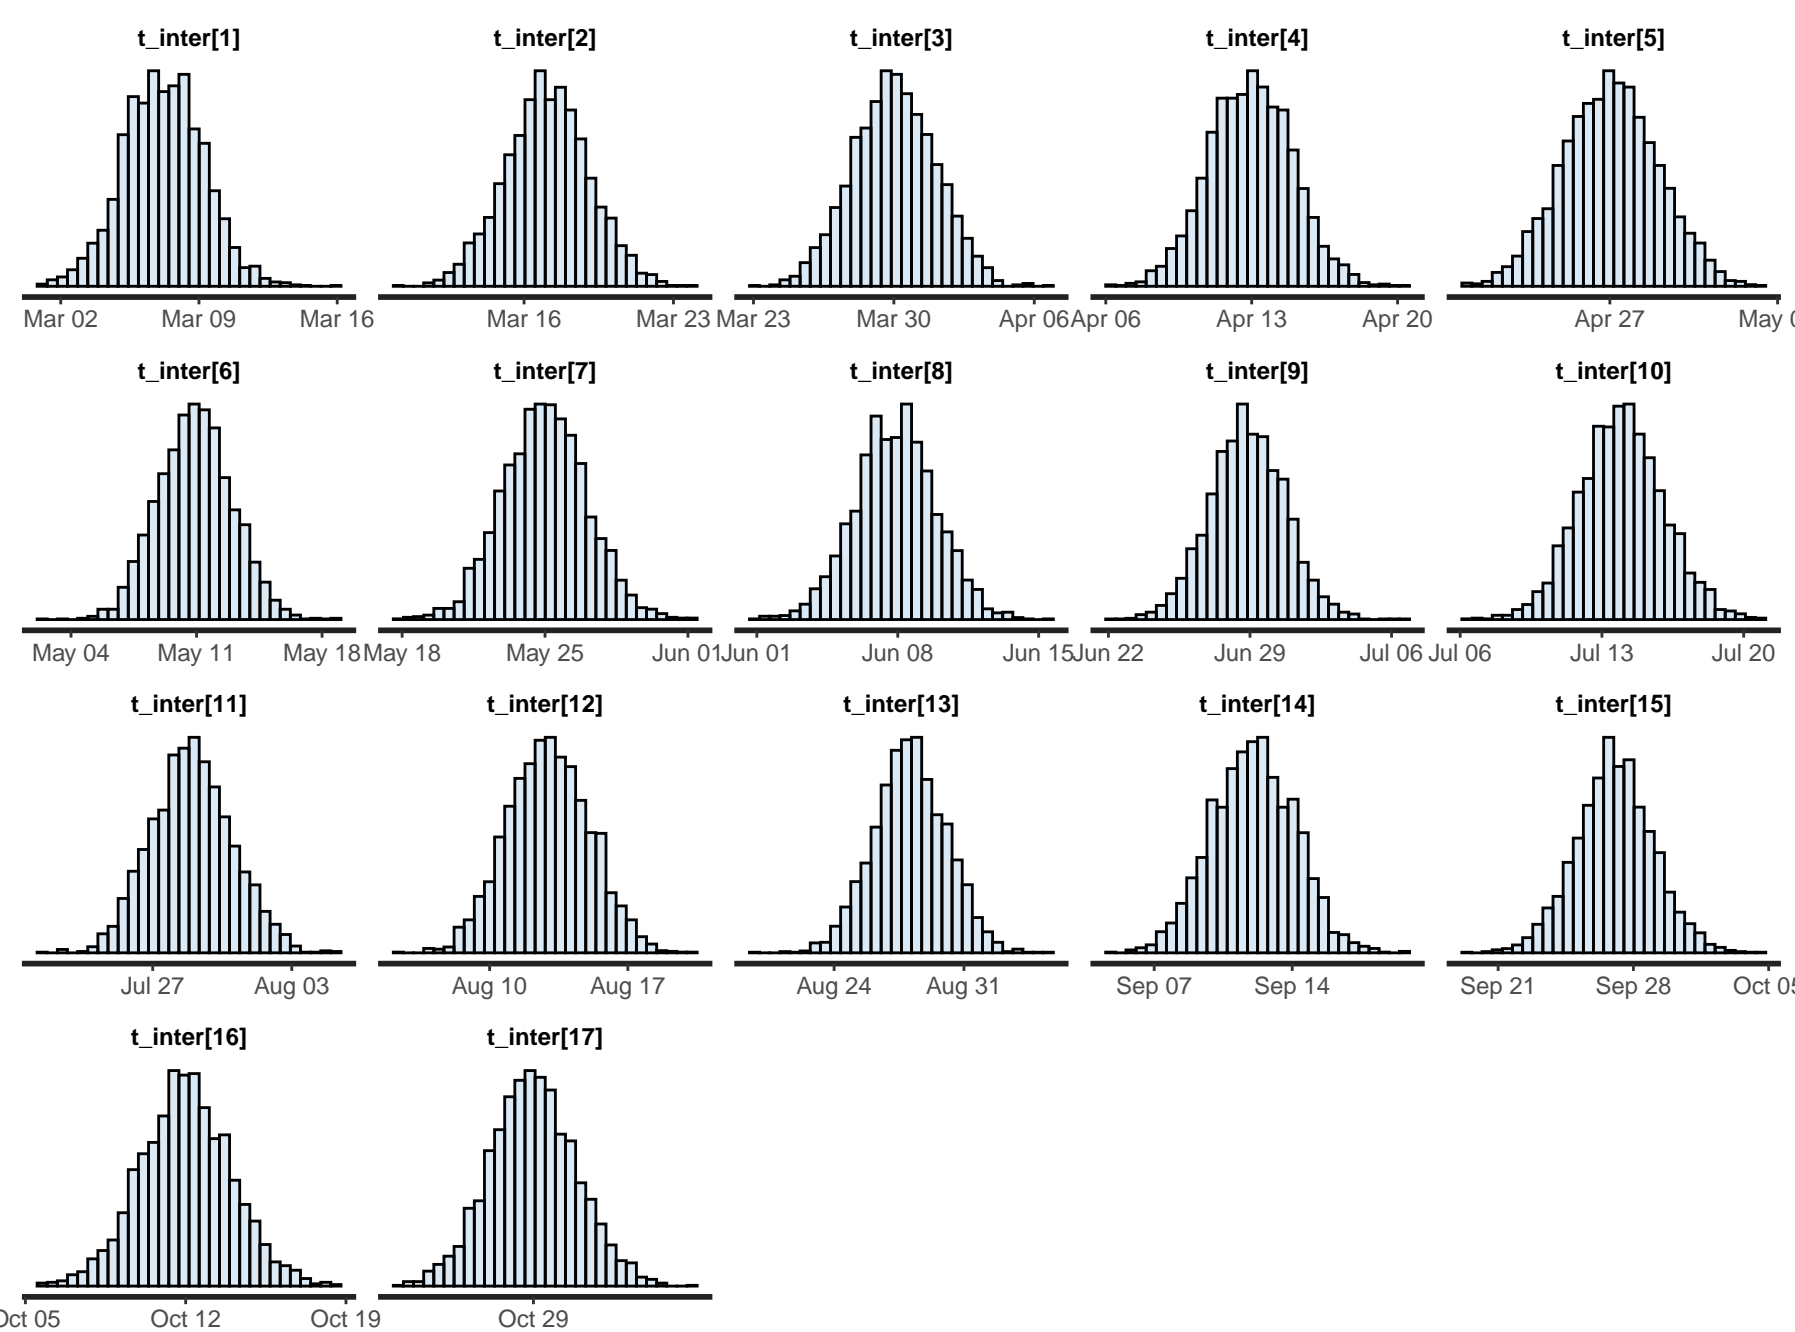 t_inter[1] t_inter[2] t_inter[3] t_inter[4] t_inter[5]
Mar 02 Mar 09 Mar 16 Mar 16 Mar 23 Mar 23 Mar 30 Apr 06 Apr 06 Apr 13 Apr 20 Apr 27 May 0
t_inter[6] t_inter[7] t_inter[8] t_inter[9] t_inter[10]
May 04 May 11 May 18 May 18 May 25 Jun 01 Jun 01 Jun 08 Jun 15 Jun 22 Jun 29 Jul 06 Jul 06 Jul 13 Jul 20
t_inter[11] t_inter[12] t_inter[13] t_inter[14] t_inter[15]
Jul 27 Aug 03 Aug 10 Aug 17 Aug 24 Aug 31 Sep 07 Sep 14 Sep 21 Sep 28 Oct 05
t_inter[16] t_inter[17]
Oct 05 Oct 12 Oct 19 Oct 29